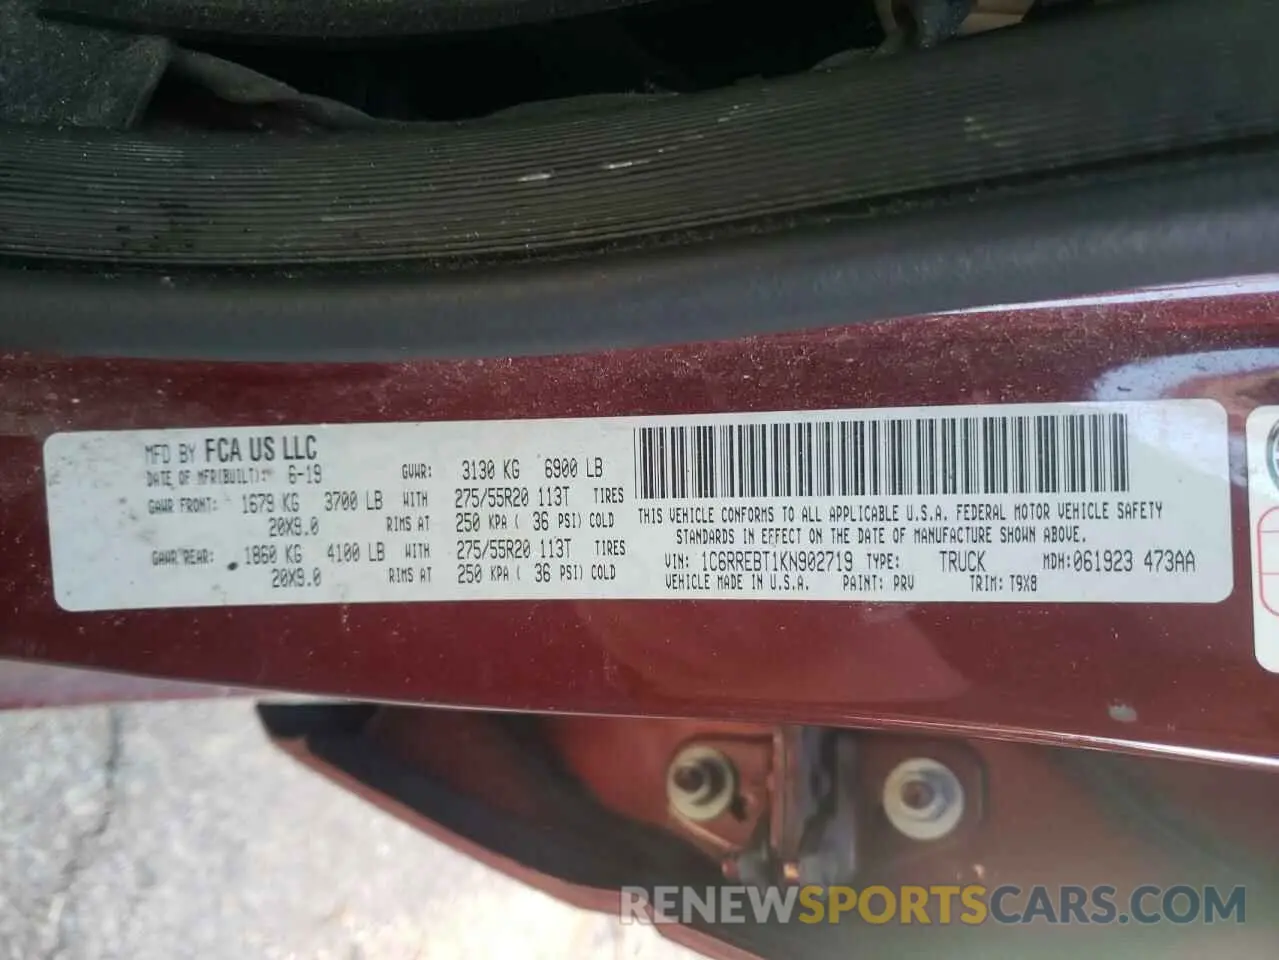 MFD BY FCA US LLC
DATE OF MFR(BUILT): 6-19 GVWR: 3130 KG 6900 LB
GAWR FRONT: 1679 KG 3700 LB WITH 275/55R20 113T TIRES
20X9.0 RIMS AT 250 KPA ( 36 PSI) COLD
GAWR REAR: 1860 KG 4100 LB WITH 275/55R20 113T TIRES
20X9.0 RIMS AT 250 KPA ( 36 PSI) COLD
THIS VEHICLE CONFORMS TO ALL APPLICABLE U.S.A. FEDERAL MOTOR VEHICLE SAFETY
STANDARDS IN EFFECT ON THE DATE OF MANUFACTURE SHOWN ABOVE.
VIN: 1C6RREBT1KN902719 TYPE: TRUCK MDH: 061923 473AA
VEHICLE MADE IN U.S.A. PAINT: PRV TRIM: T9X8
RENEWSPORTSCARS.COM